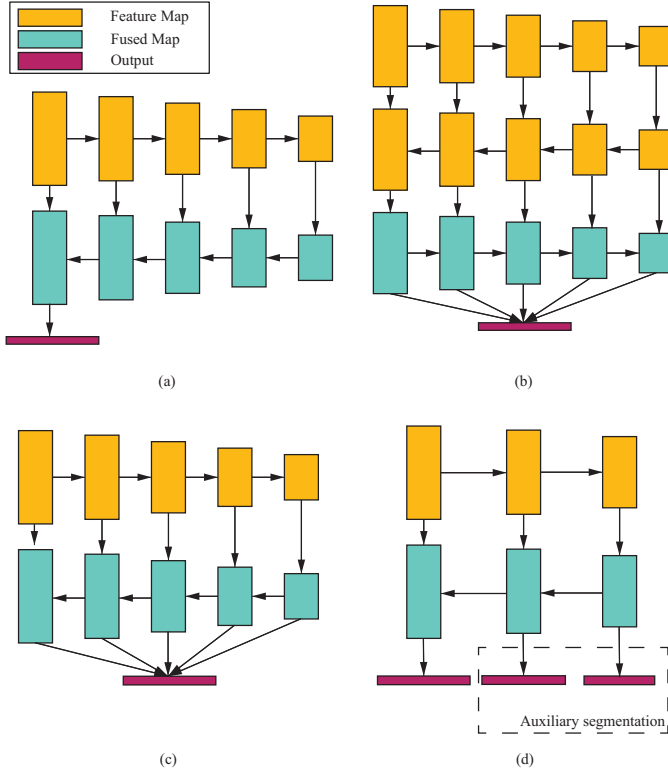 Feature Map
Fused Map
Output
(a)
(b)
Auxiliary segmentation
(c)
(d)